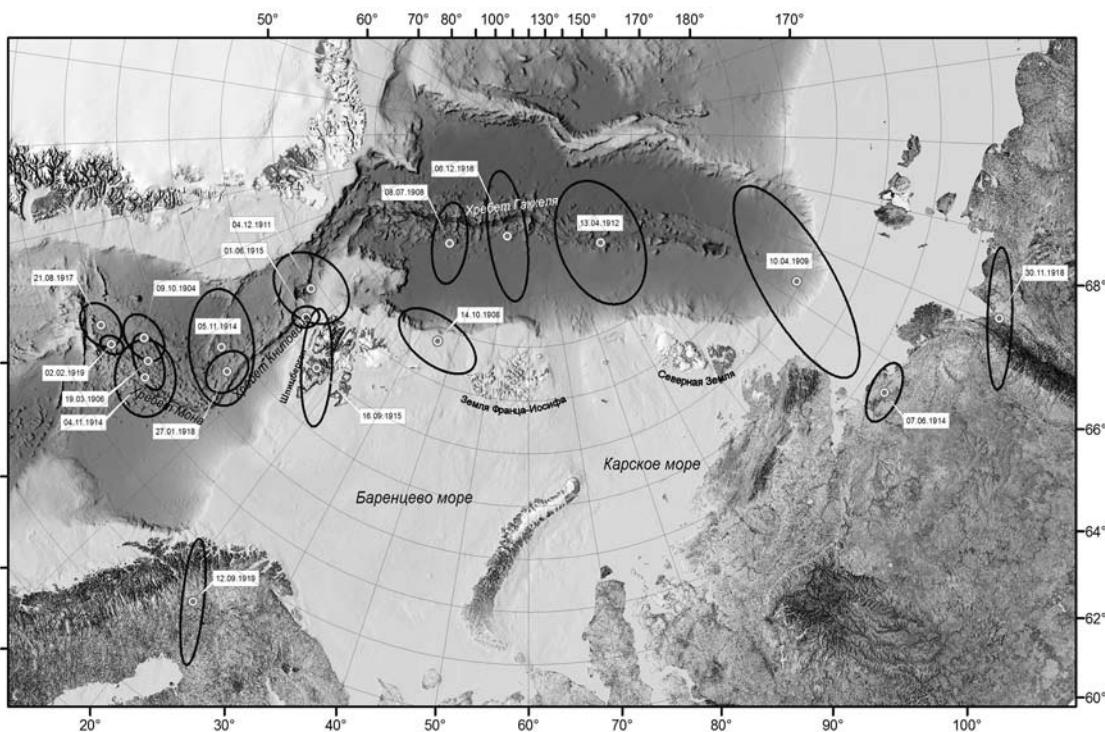 50° 60° 70° 80° 100° 130° 150° 170° 180° 170°
06.12.1918
08.07.1908
Хребет Гаккеля
04.12.1911
13.04.1912
01.06.1915
10.04.1909
21.08.1917
09.10.1904
30.11.1918
68°
05.11.1914
14.10.1908
Хребет Книповича
02.02.1919
Шпицберген
19.03.1906
Хребет Мона
Земля Франца-Иосифа
Северная Земля
04.11.1914
16.09.1915
07.06.1914
66°
27.01.1918
Карское море
Баренцево море
64°
12.09.1919
62°
60°
20° 30° 40° 50° 60° 70° 80° 90° 100°